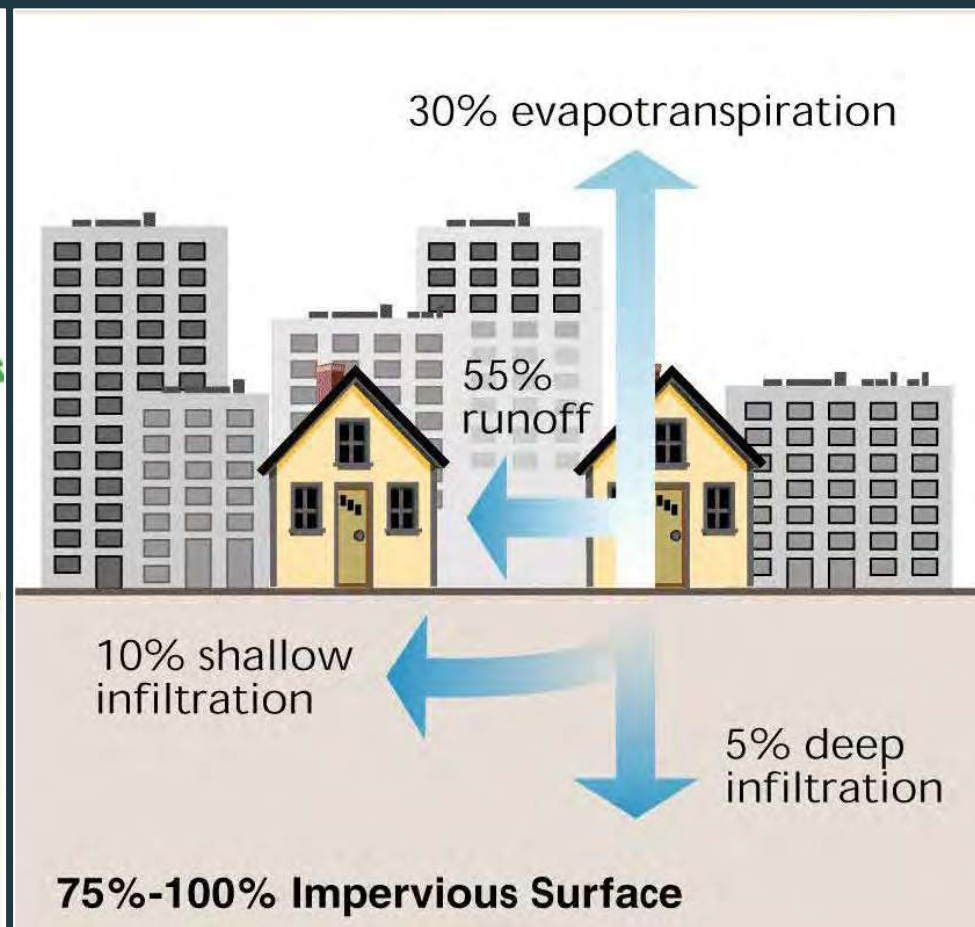 30% evapotranspiration
55%
runoff
10% shallow
infiltration
5% deep
infiltration
75%-100% Impervious Surface